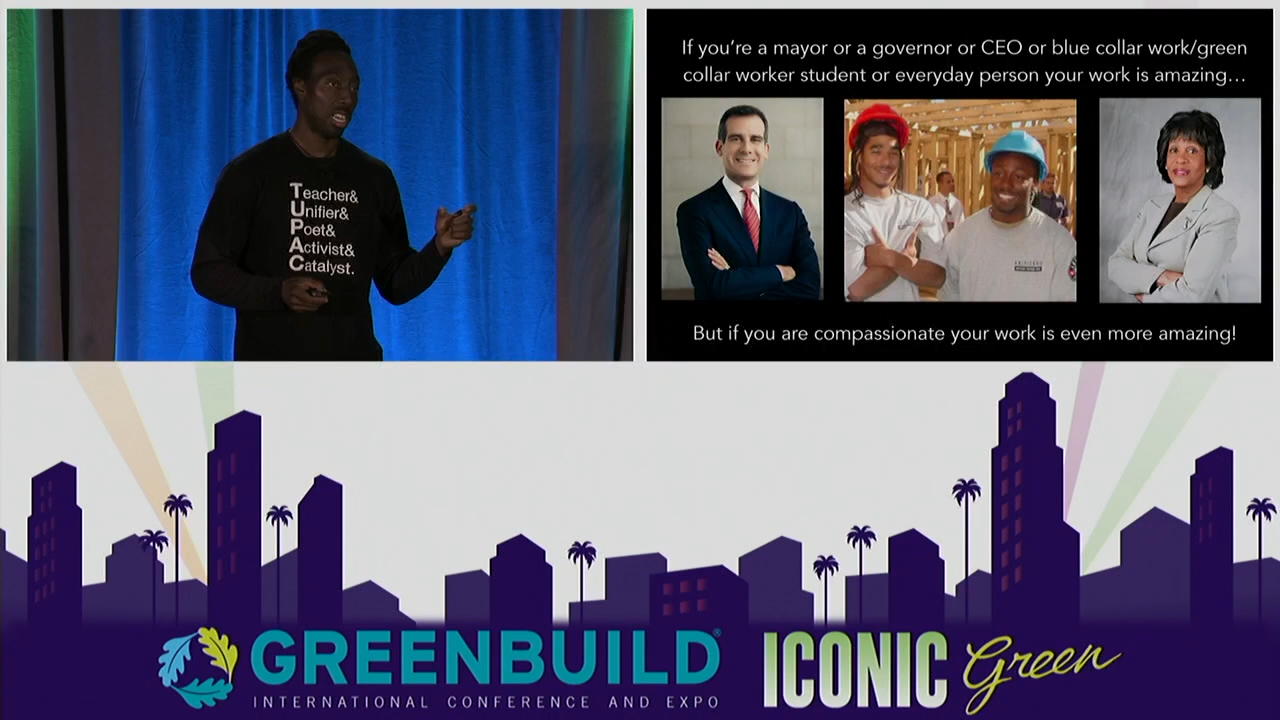 Teacher&
Unifier&
Poet&
Activist&
Catalyst.
If you're a mayor or a governor or CEO or blue collar work/green
collar worker student or everyday person your work is amazing…
But if you are compassionate your work is even more amazing!
GREENBUILD®
INTERNATIONAL CONFERENCE AND EXPO
ICONIC Green